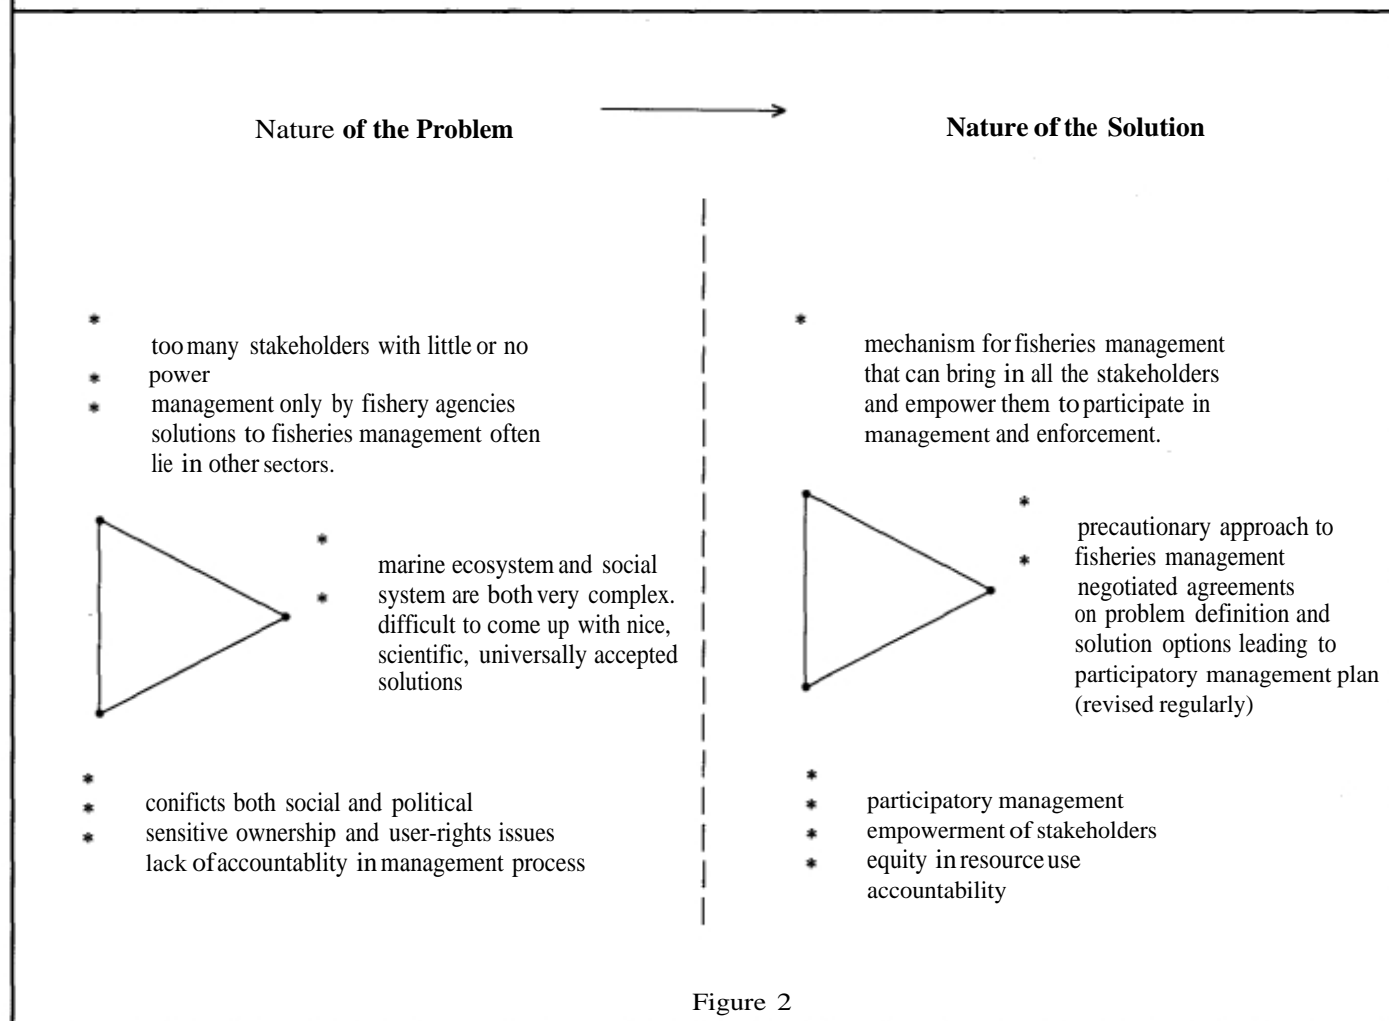 Nature of the Problem
Nature of the Solution
*
too many stakeholders with little or no
* power
* management only by fishery agencies
solutions to fisheries management often
lie in other sectors.
*
marine ecosystem and social
* system are both very complex.
difficult to come up with nice,
scientific, universally accepted
solutions
*
* conificts both social and political
* sensitive ownership and user-rights issues
lack of accountablity in management process
*
mechanism for fisheries management
that can bring in all the stakeholders
and empower them to participate in
management and enforcement.
*
precautionary approach to
* fisheries management
negotiated agreements
on problem definition and
solution options leading to
participatory management plan
(revised regularly)
*
* participatory management
* empowerment of stakeholders
* equity in resource use
accountability
Figure 2